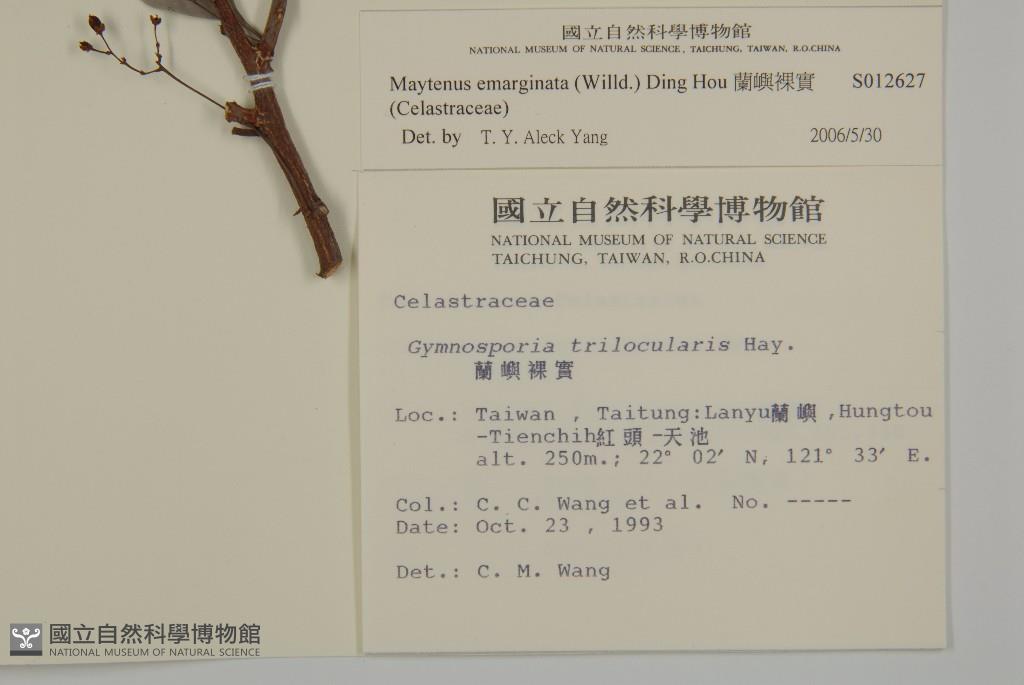 國立自然科學博物館
NATIONAL MUSEUM OF NATURAL SCIENCE, TAICHUNG, TAIWAN, R.O.CHINA
Maytenus emarginata (Willd.) Ding Hou 蘭嶼裸實 S012627
(Celastraceae)
Det. by T. Y. Aleck Yang 2006/5/30
國立自然科學博物館
NATIONAL MUSEUM OF NATURAL SCIENCE
TAICHUNG, TAIWAN, R.O.CHINA
Celastraceae
Gymnosporia trilocularis Hay.
蘭嶼裸實
Loc.: Taiwan , Taitung:Lanyu蘭嶼 ,Hungtou
-Tienchih紅頭-天池
alt. 250m.; 22° 02′ N, 121° 33′ E.
Col.: C. C. Wang et al. No. -----
Date: Oct. 23 , 1993
Det.: C. M. Wang
國立自然科學博物館
NATIONAL MUSEUM OF NATURAL SCIENCE